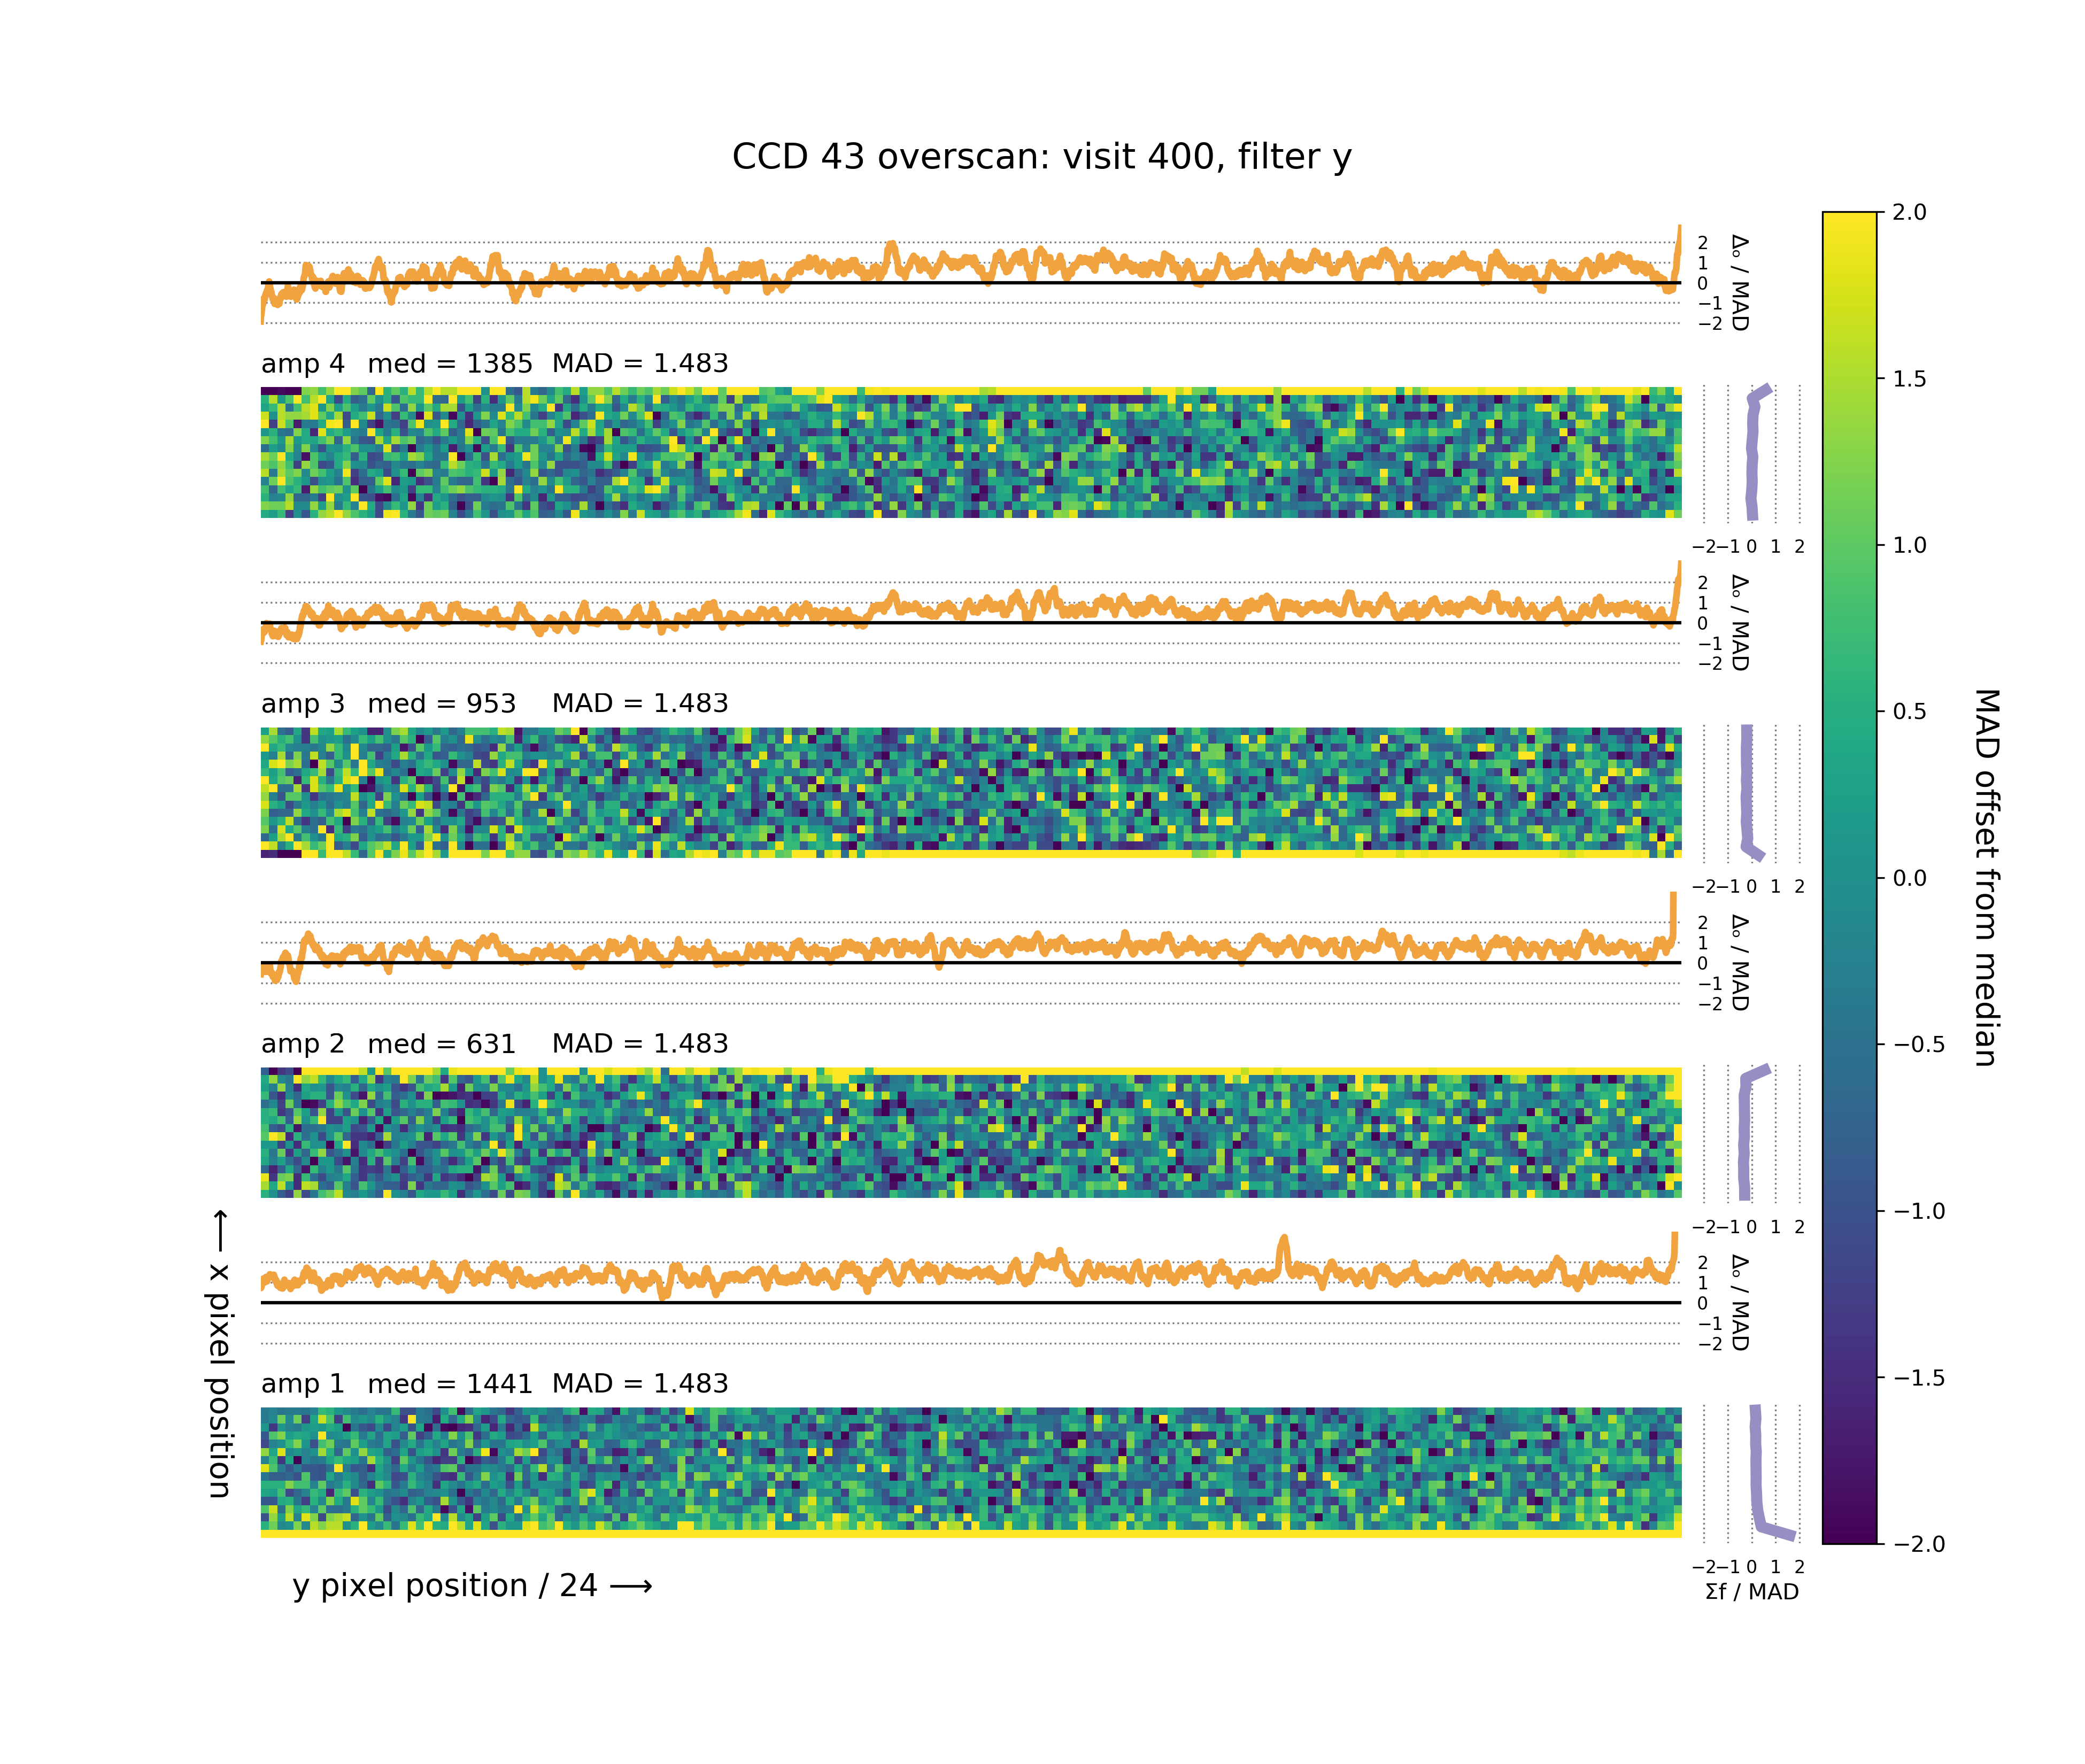 CCD 43 overscan: visit 400, filter y
2
1
0
−1
−2
Δₒ / MAD
amp 4 med = 1385 MAD = 1.483
−2 −1 0 1 2
2
1
0
−1
−2
Δₒ / MAD
amp 3 med = 953 MAD = 1.483
−2 −1 0 1 2
2
1
0
−1
−2
Δₒ / MAD
amp 2 med = 631 MAD = 1.483
−2 −1 0 1 2
2
1
0
−1
−2
Δₒ / MAD
amp 1 med = 1441 MAD = 1.483
−2 −1 0 1 2
Σf / MAD
y pixel position / 24 ⟶
⟵ x pixel position
2.0
1.5
1.0
0.5
0.0
−0.5
−1.0
−1.5
−2.0
MAD offset from median